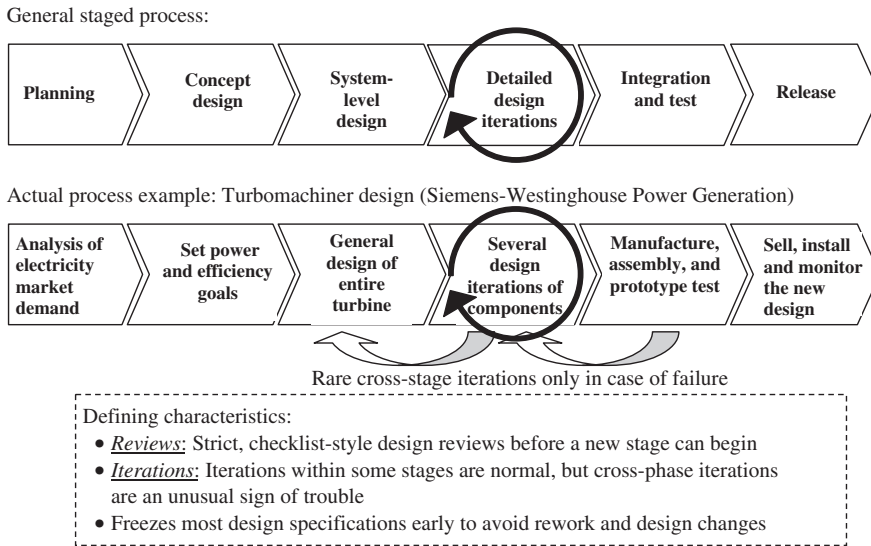 General staged process:
Planning
Concept
design
System-
level
design
Detailed
design
iterations
Integration
and test
Release
Actual process example: Turbomachiner design (Siemens-Westinghouse Power Generation)
Analysis of
electricity
market
demand
Set power
and efficiency
goals
General
design of
entire
turbine
Several
design
iterations of
components
Manufacture,
assembly, and
prototype test
Sell, install
and monitor
the new
design
Rare cross-stage iterations only in case of failure
Defining characteristics:
• Reviews: Strict, checklist-style design reviews before a new stage can begin
• Iterations: Iterations within some stages are normal, but cross-phase iterations
are an unusual sign of trouble
• Freezes most design specifications early to avoid rework and design changes